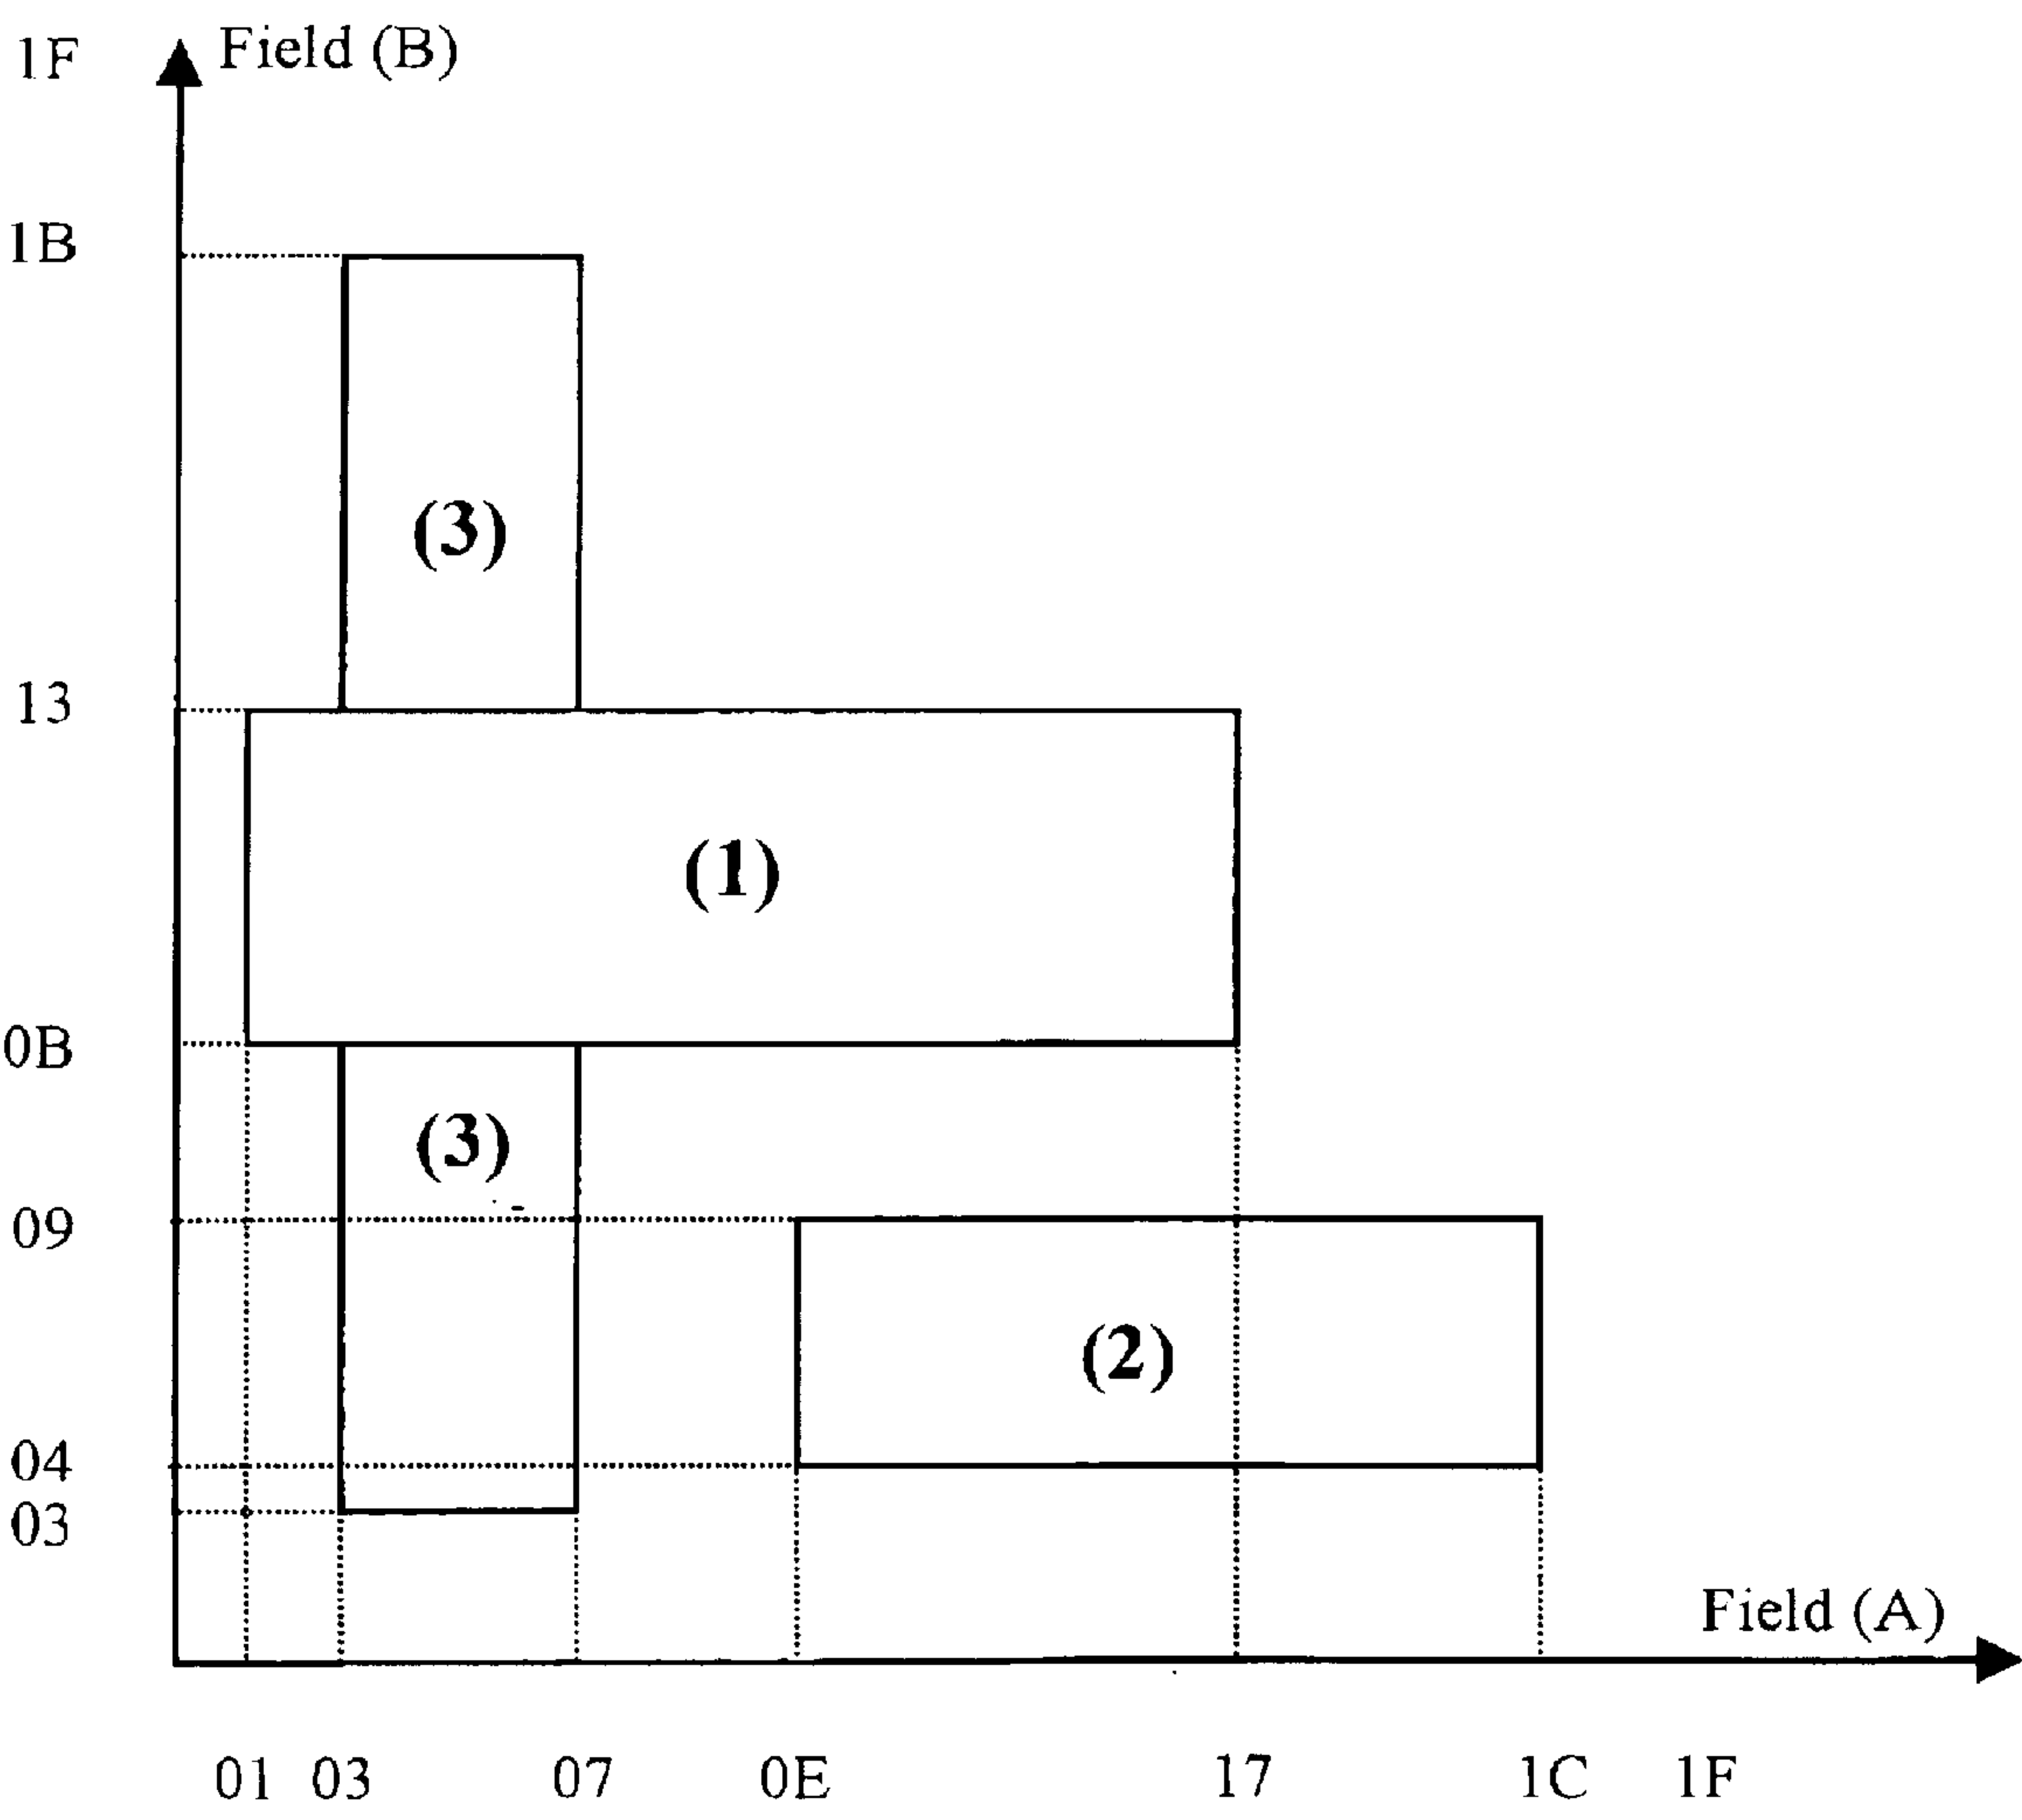 1F Field (B)
1B
(3)
13
(1)
0B
(3)
09
(2)
04
03
Field (A)
01 03 07 0E 17 1C 1F